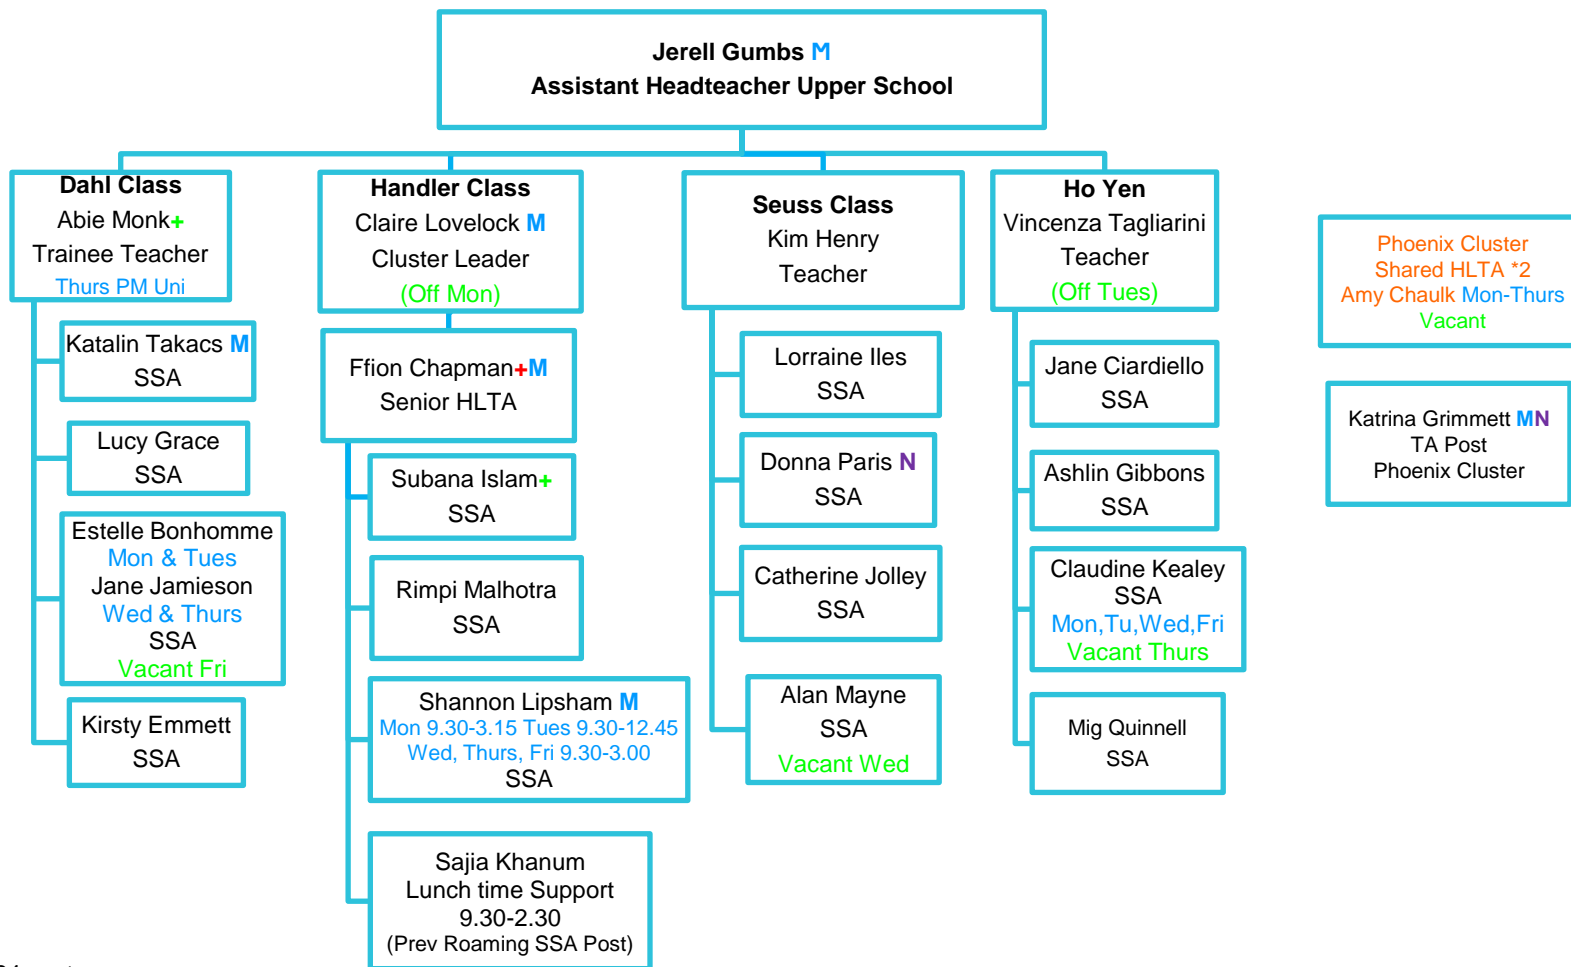 Jerell Gumbs M
Assistant Headteacher Upper School
Dahl Class
Abie Monk+
Trainee Teacher
Thurs PM Uni
Katalin Takacs M
SSA
Lucy Grace
SSA
Estelle Bonhomme
Mon & Tues
Jane Jamieson
Wed & Thurs
SSA
Vacant Fri
Kirsty Emmett
SSA
Handler Class
Claire Lovelock M
Cluster Leader
(Off Mon)
Ffion Chapman+M
Senior HLTA
Subana Islam+
SSA
Rimpi Malhotra
SSA
Shannon Lipsham M
Mon 9.30-3.15 Tues 9.30-12.45
Wed, Thurs, Fri 9.30-3.00
SSA
Sajia Khanum
Lunch time Support
9.30-2.30
(Prev Roaming SSA Post)
Seuss Class
Kim Henry
Teacher
Lorraine Iles
SSA
Donna Paris N
SSA
Catherine Jolley
SSA
Alan Mayne
SSA
Vacant Wed
Ho Yen
Vincenza Tagliarini
Teacher
(Off Tues)
Jane Ciardiello
SSA
Ashlin Gibbons
SSA
Claudine Kealey
SSA
Mon,Tu,Wed,Fri
Vacant Thurs
Mig Quinnell
SSA
Phoenix Cluster
Shared HLTA *2
Amy Chaulk Mon-Thurs
Vacant
Katrina Grimmett MN
TA Post
Phoenix Cluster